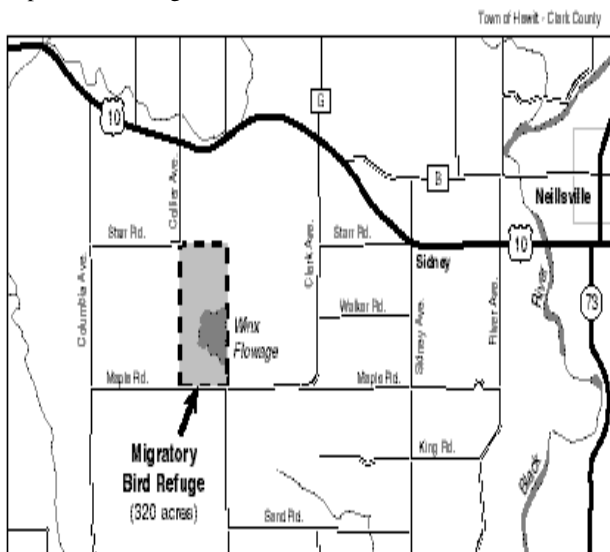 Town of Hewitt - Clark County
10
G
B
Neillsville
Collier Ave.
Starr Rd.
Starr Rd.
Sidney
10
River
73
Columbia Ave.
Clark Ave.
Walker Rd.
Sidney Ave.
River Ave.
Winx
Flowage
Maple Rd.
Maple Rd.
King Rd.
Migratory
Bird Refuge
(320 acres)
Sand Rd.
Black